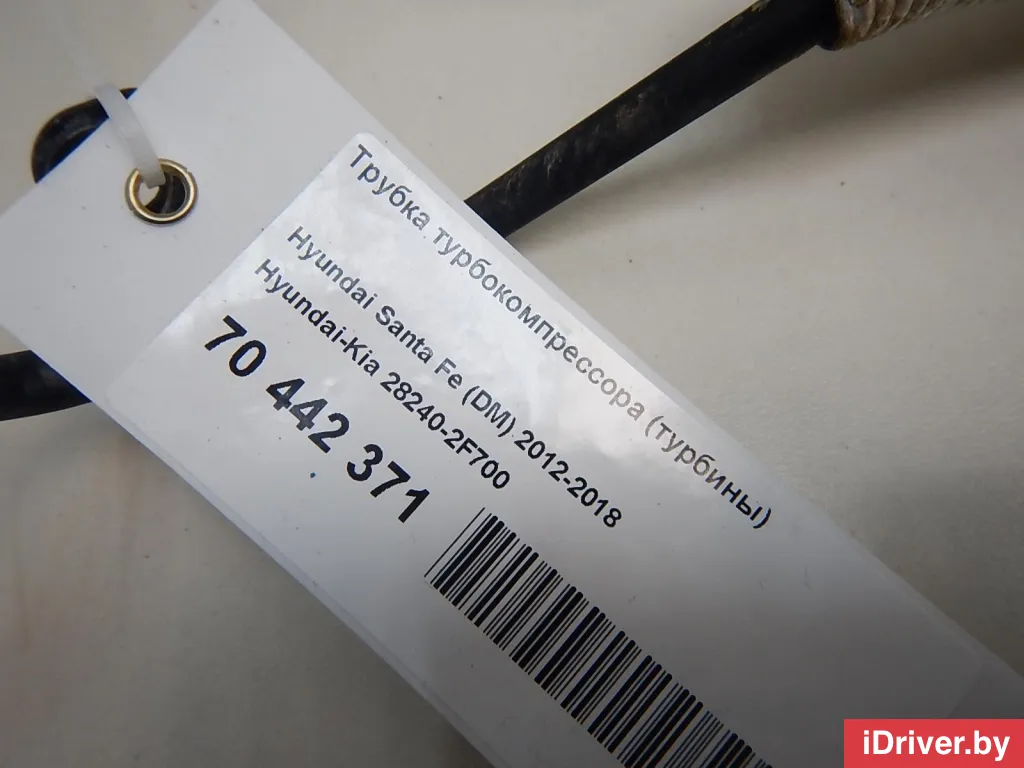 Трубка турбокомпрессора (турбины)
Hyundai Santa Fe (DM) 2012-2018
Hyundai-Kia 28240-2F700
70 442 371
iDriver.by